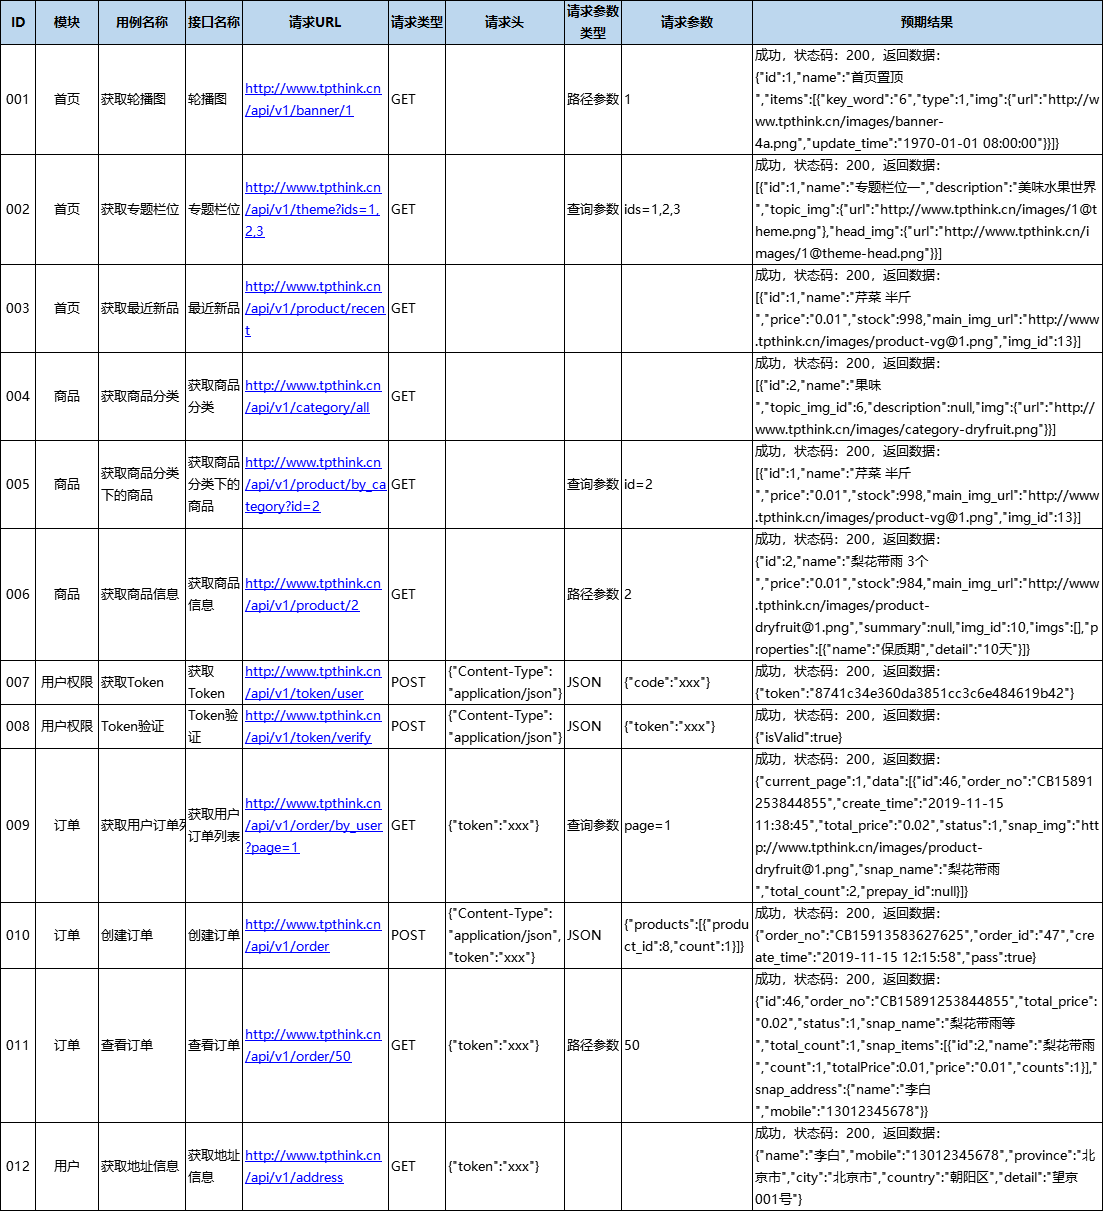 ID 模块 用例名称 接口名称 请求URL 请求类型 请求头 请求参数 请求参数 预期结果
类型
001 首页 获取轮播图 轮播图 http://www.tpthink.cn
/api/v1/banner/1 GET 路径参数 1 成功，状态码：200，返回数据：
{"id":1,"name":"首页置顶
","items":[{"key_word":"6","type":1,"img":{"url":"http://w
ww.tpthink.cn/images/banner-
4a.png","update_time":"1970-01-01 08:00:00"}}]}
002 首页 获取专题栏位 专题栏位 http://www.tpthink.cn
/api/v1/theme?ids=1,
2,3 GET 查询参数 ids=1,2,3 成功，状态码：200，返回数据：
[{"id":1,"name":"专题栏位一","description":"美味水果世界
","topic_img":{"url":"http://www.tpthink.cn/images/1@t
heme.png"},"head_img":{"url":"http://www.tpthink.cn/i
mages/1@theme-head.png"}}]
003 首页 获取最近新品 最近新品 http://www.tpthink.cn
/api/v1/product/recen
t GET 成功，状态码：200，返回数据：
[{"id":1,"name":"芹菜 半斤
","price":"0.01","stock":998,"main_img_url":"http://www
.tpthink.cn/images/product-vg@1.png","img_id":13}]
004 商品 获取商品分类 获取商品
分类 http://www.tpthink.cn
/api/v1/category/all GET 成功，状态码：200，返回数据：
[{"id":2,"name":"果味
","topic_img_id":6,"description":null,"img":{"url":"http://
www.tpthink.cn/images/category-dryfruit.png"}}]
005 商品 获取商品分类
下的商品 获取商品
分类下的
商品 http://www.tpthink.cn
/api/v1/product/by_ca
tegory?id=2 GET 查询参数 id=2 成功，状态码：200，返回数据：
[{"id":1,"name":"芹菜 半斤
","price":"0.01","stock":998,"main_img_url":"http://www
.tpthink.cn/images/product-vg@1.png","img_id":13}]
006 商品 获取商品信息 获取商品
信息 http://www.tpthink.cn
/api/v1/product/2 GET 路径参数 2 成功，状态码：200，返回数据：
{"id":2,"name":"梨花带雨 3个
","price":"0.01","stock":984,"main_img_url":"http://www
.tpthink.cn/images/product-
dryfruit@1.png","summary":null,"img_id":10,"imgs":[],"p
roperties":[{"name":"保质期","detail":"10天"}]}
007 用户权限 获取Token 获取
Token http://www.tpthink.cn
/api/v1/token/user POST {"Content-Type":
"application/json"} JSON {"code":"xxx"} 成功，状态码：200，返回数据：
{"token":"8741c34e360da3851cc3c6e484619b42"}
008 用户权限 Token验证 Token验
证 http://www.tpthink.cn
/api/v1/token/verify POST {"Content-Type":
"application/json"} JSON {"token":"xxx"} 成功，状态码：200，返回数据：
{"isValid":true}
009 订单 获取用户订单列 获取用户
订单列表 http://www.tpthink.cn
/api/v1/order/by_user
?page=1 GET {"token":"xxx"} 查询参数 page=1 成功，状态码：200，返回数据：
{"current_page":1,"data":[{"id":46,"order_no":"CB15891
253844855","create_time":"2019-11-15
11:38:45","total_price":"0.02","status":1,"snap_img":"htt
p://www.tpthink.cn/images/product-
dryfruit@1.png","snap_name":"梨花带雨
","total_count":2,"prepay_id":null}]}
010 订单 创建订单 创建订单 http://www.tpthink.cn
/api/v1/order POST {"Content-Type":
"application/json",
"token":"xxx"} JSON {"products":[{"produ
ct_id":8,"count":1}]} 成功，状态码：200，返回数据：
{"order_no":"CB15913583627625","order_id":"47","cre
ate_time":"2019-11-15 12:15:58","pass":true}
011 订单 查看订单 查看订单 http://www.tpthink.cn
/api/v1/order/50 GET {"token":"xxx"} 路径参数 50 成功，状态码：200，返回数据：
{"id":46,"order_no":"CB15891253844855","total_price":
"0.02","status":1,"snap_name":"梨花带雨等
","total_count":1,"snap_items":[{"id":2,"name":"梨花带雨
","count":1,"totalPrice":0.01,"price":"0.01","counts":1}],"
snap_address":{"name":"李白
","mobile":"13012345678"}}
012 用户 获取地址信息 获取地址
信息 http://www.tpthink.cn
/api/v1/address GET {"token":"xxx"} 成功，状态码：200，返回数据：
{"name":"李白","mobile":"13012345678","province":"北
京市","city":"北京市","country":"朝阳区","detail":"望京
001号"}